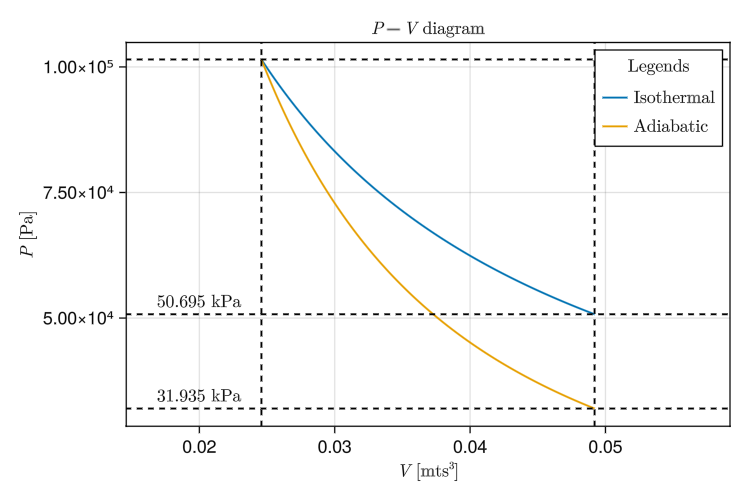 P − V diagram
Legends
Isothermal
Adiabatic
1.00×10⁵
7.50×10⁴
5.00×10⁴
50.695 kPa
31.935 kPa
P [Pa]
0.02 0.03 0.04 0.05
V [mts³]